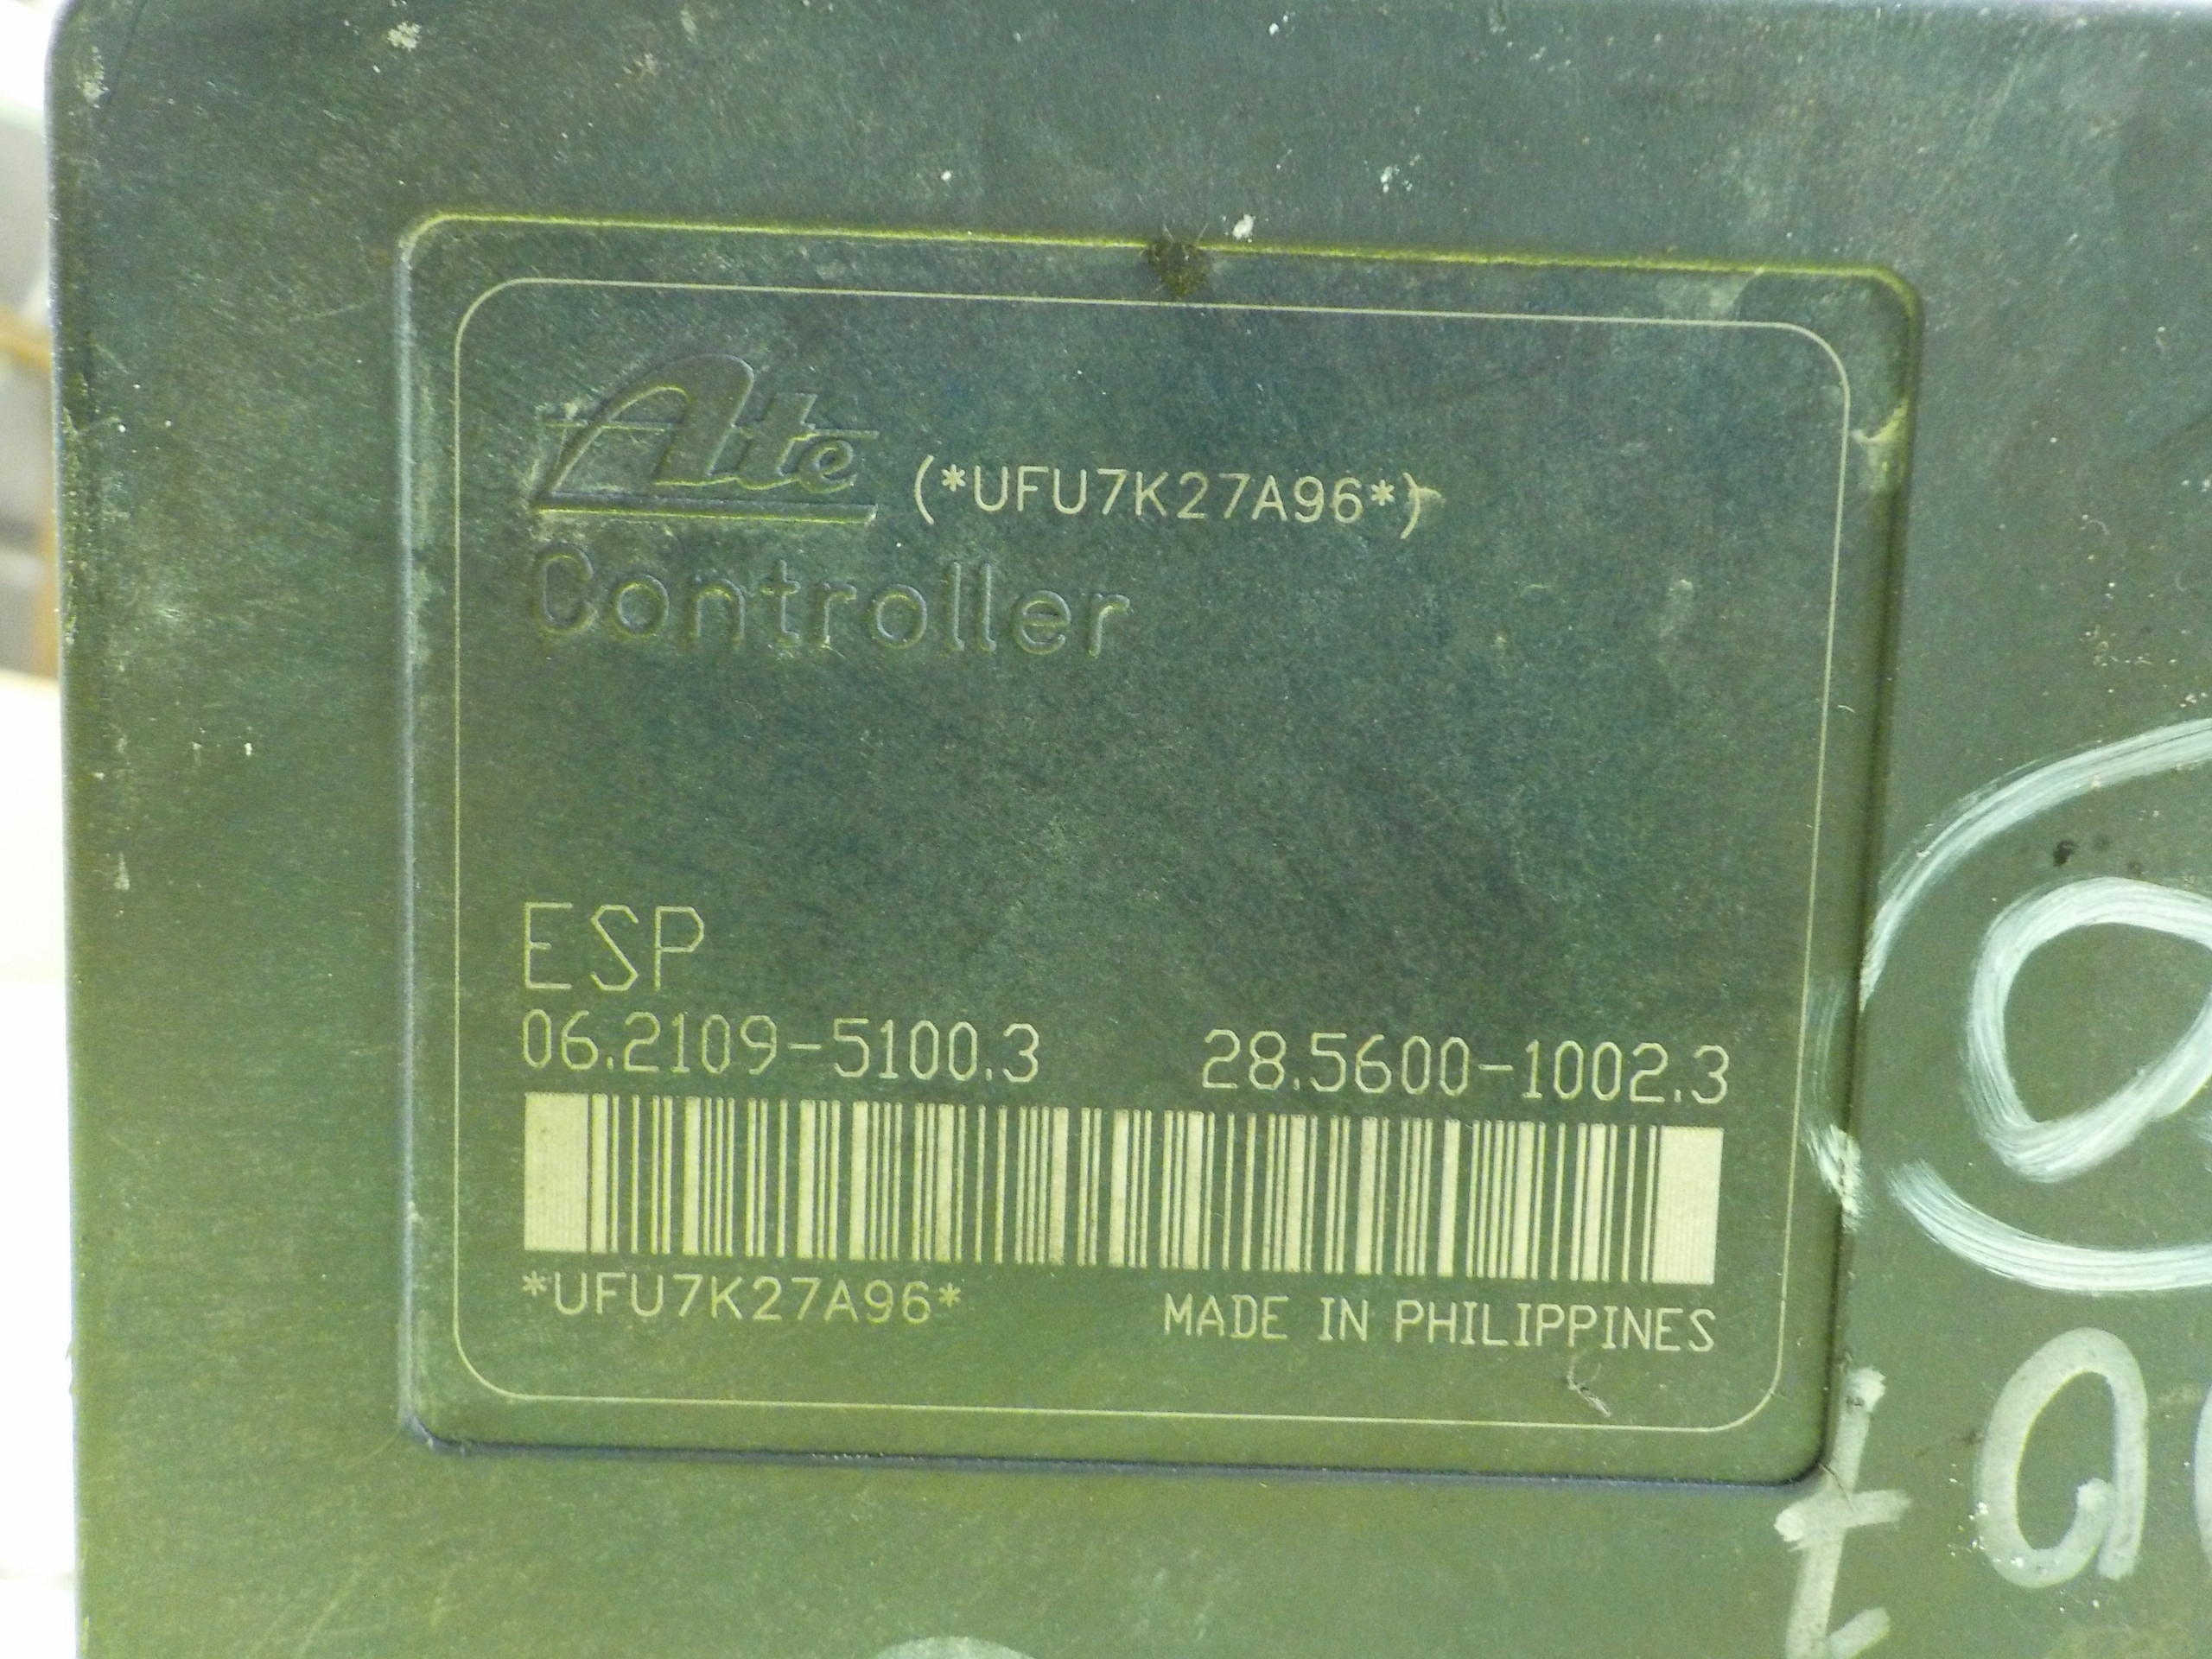 Ate (*UFU7K27A96*)
Controller
ESP
06.2109-5100.3 28.5600-1002.3
*UFU7K27A96* MADE IN PHILIPPINES